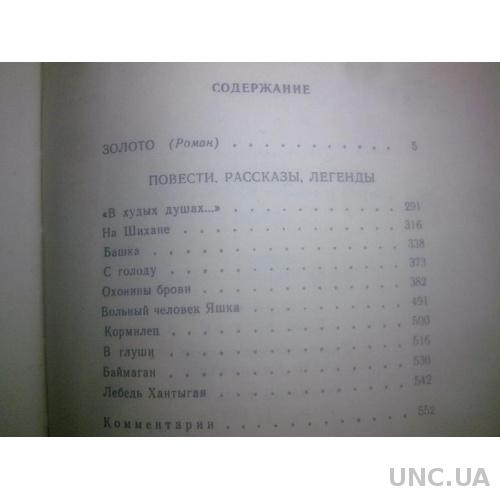 СОДЕРЖАНИЕ
ЗОЛОТО (Роман) . . . . . . . . . . . 5
ПОВЕСТИ, РАССКАЗЫ, ЛЕГЕНДЫ
«В худых душах...» . . . . . . . . . . 291
На Шихане . . . . . . . . . . . . 316
Башка . . . . . . . . . . . . . 338
С голоду . . . . . . . . . . . . 373
Охонины брови . . . . . . . . . . . 382
Вольный человек Яшка . . . . . . . . . 491
Кормилец . . . . . . . . . . . . 500
В глуши . . . . . . . . . . . . 516
Баймаган . . . . . . . . . . . . 530
Лебедь Хантыгая . . . . . . . . . . 542
Комментарии . . . . . . . . . . . 552
UNC.UA